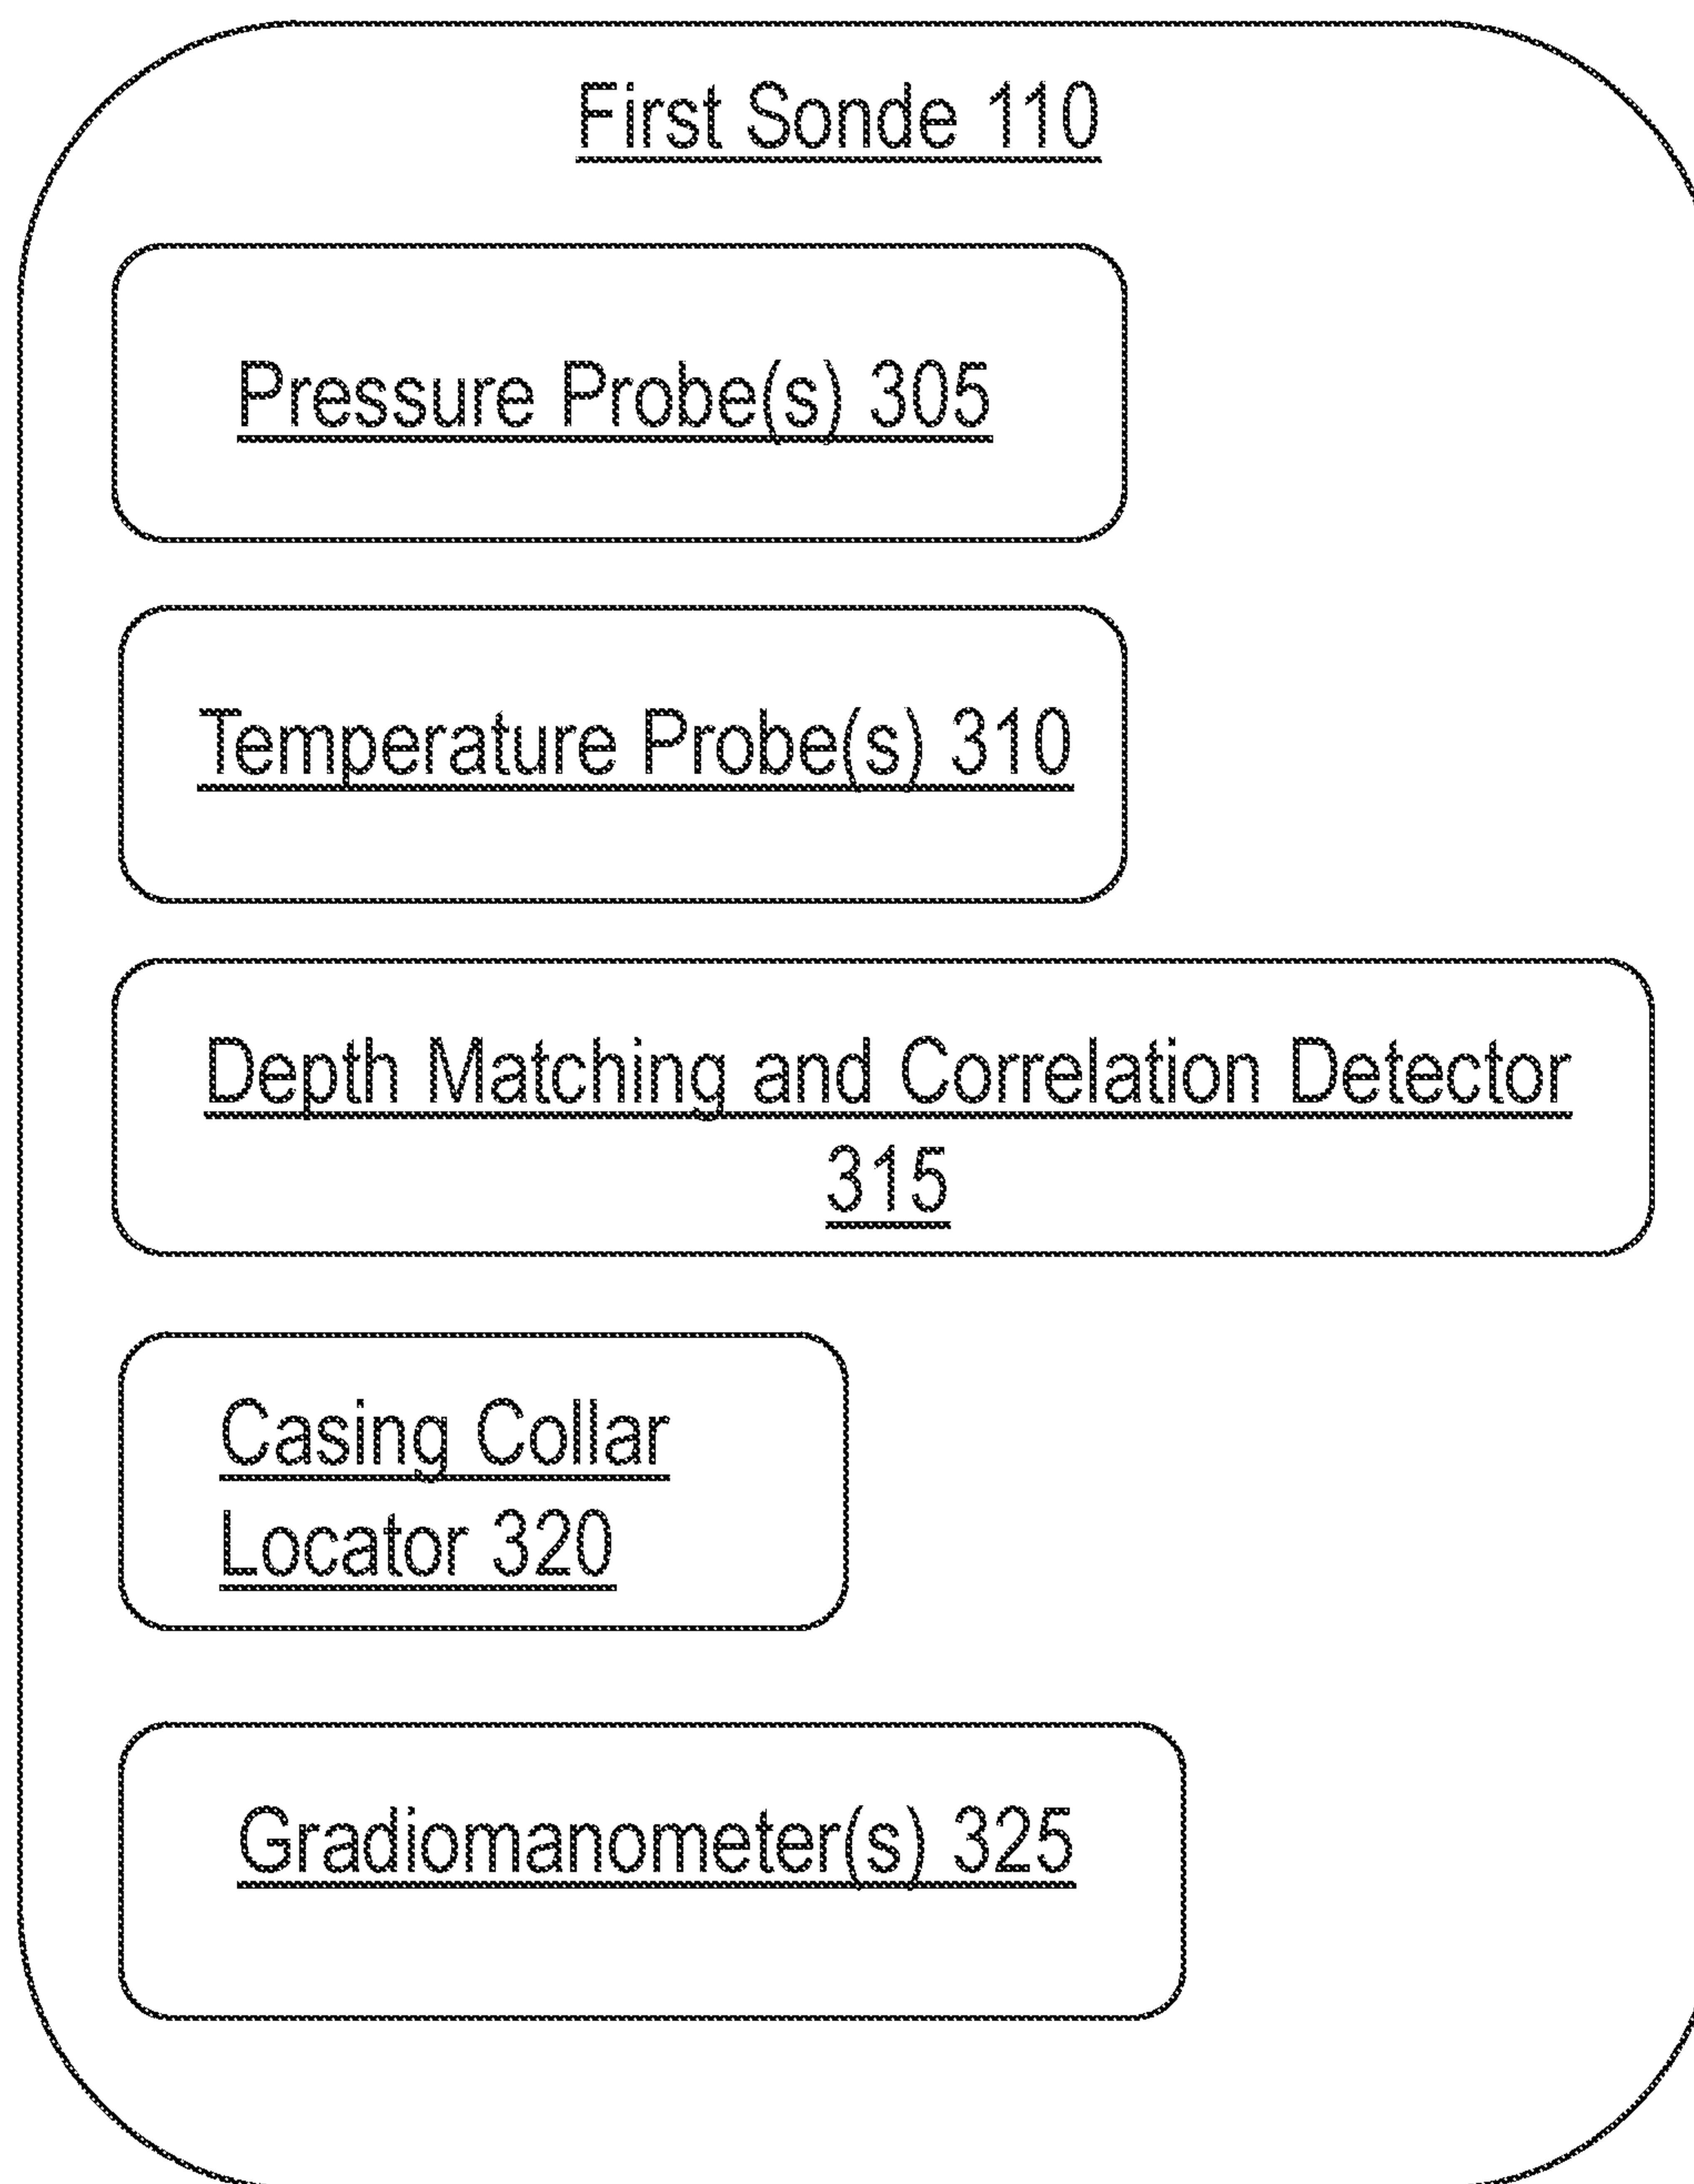 First Sonde 110
Pressure Probe(s) 305
Temperature Probe(s) 310
Depth Matching and Correlation Detector
315
Casing Collar
Locator 320
Gradiomanometer(s) 325